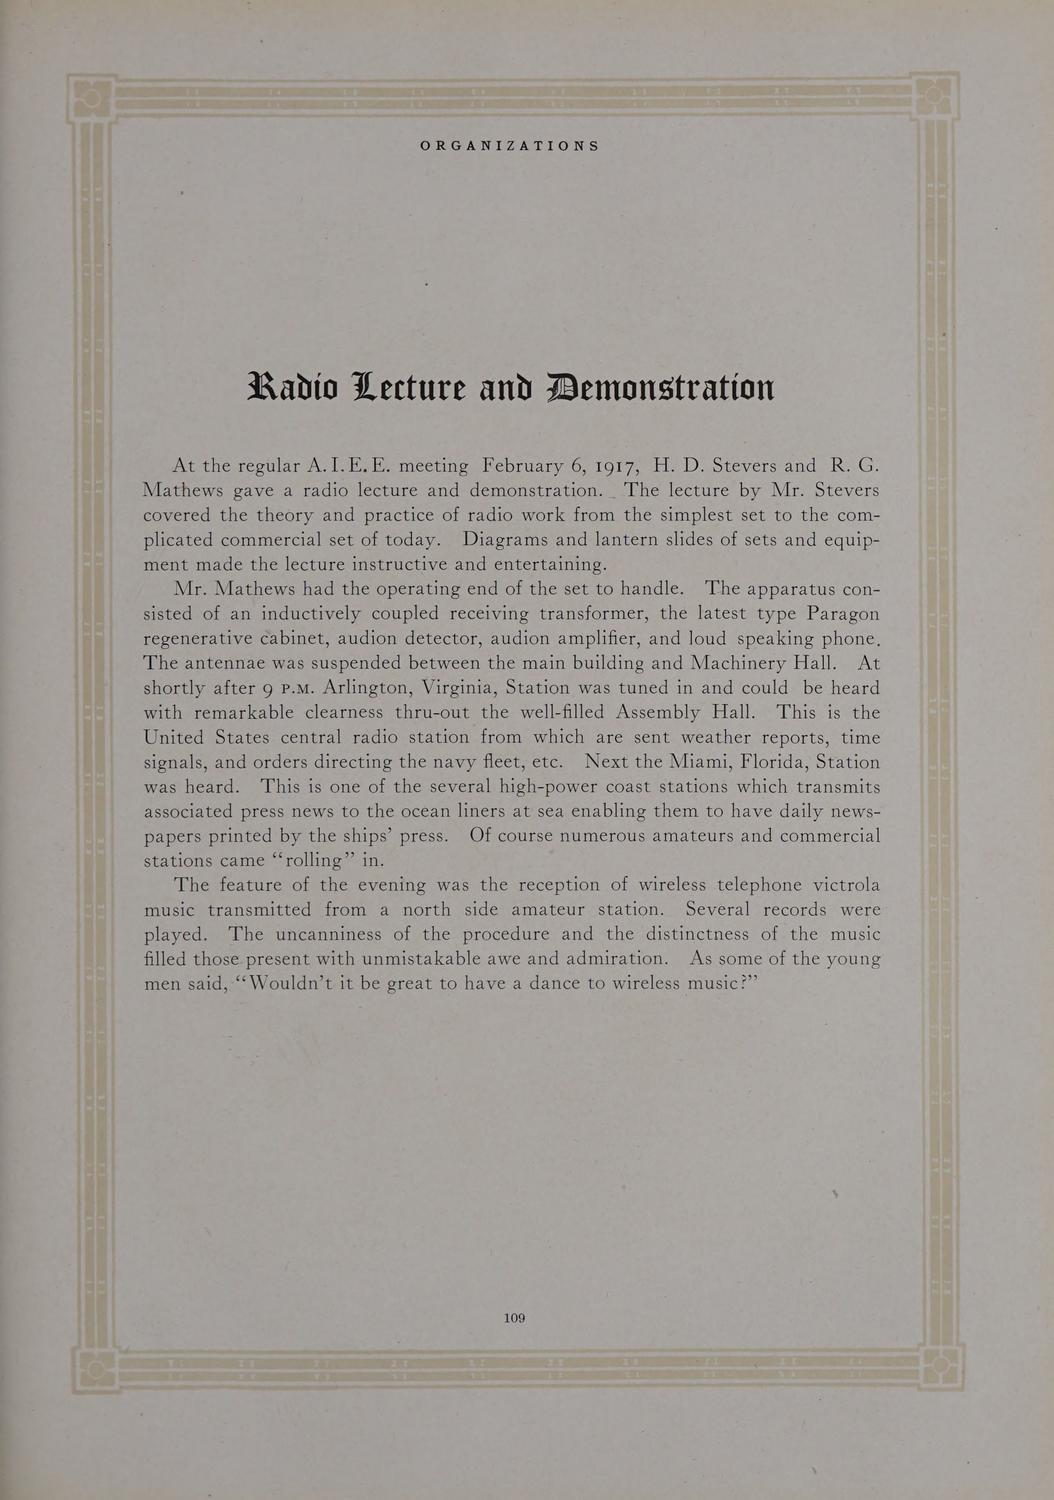 ORGANIZATIONS
Radio Lecture and Demonstration
At the regular A.I.E.E. meeting February 6, 1917, H. D. Stevers and R. G.
Mathews gave a radio lecture and demonstration. The lecture by Mr. Stevers
covered the theory and practice of radio work from the simplest set to the com-
plicated commercial set of today. Diagrams and lantern slides of sets and equip-
ment made the lecture instructive and entertaining.
Mr. Mathews had the operating end of the set to handle. The apparatus con-
sisted of an inductively coupled receiving transformer, the latest type Paragon
regenerative cabinet, audion detector, audion amplifier, and loud speaking phone.
The antennae was suspended between the main building and Machinery Hall. At
shortly after 9 P.M. Arlington, Virginia, Station was tuned in and could be heard
with remarkable clearness thru-out the well-filled Assembly Hall. This is the
United States central radio station from which are sent weather reports, time
signals, and orders directing the navy fleet, etc. Next the Miami, Florida, Station
was heard. This is one of the several high-power coast stations which transmits
associated press news to the ocean liners at sea enabling them to have daily news-
papers printed by the ships’ press. Of course numerous amateurs and commercial
stations came “rolling” in.
The feature of the evening was the reception of wireless telephone victrola
music transmitted from a north side amateur station. Several records were
played. The uncanniness of the procedure and the distinctness of the music
filled those present with unmistakable awe and admiration. As some of the young
men said, “Wouldn’t it be great to have a dance to wireless music?”
109